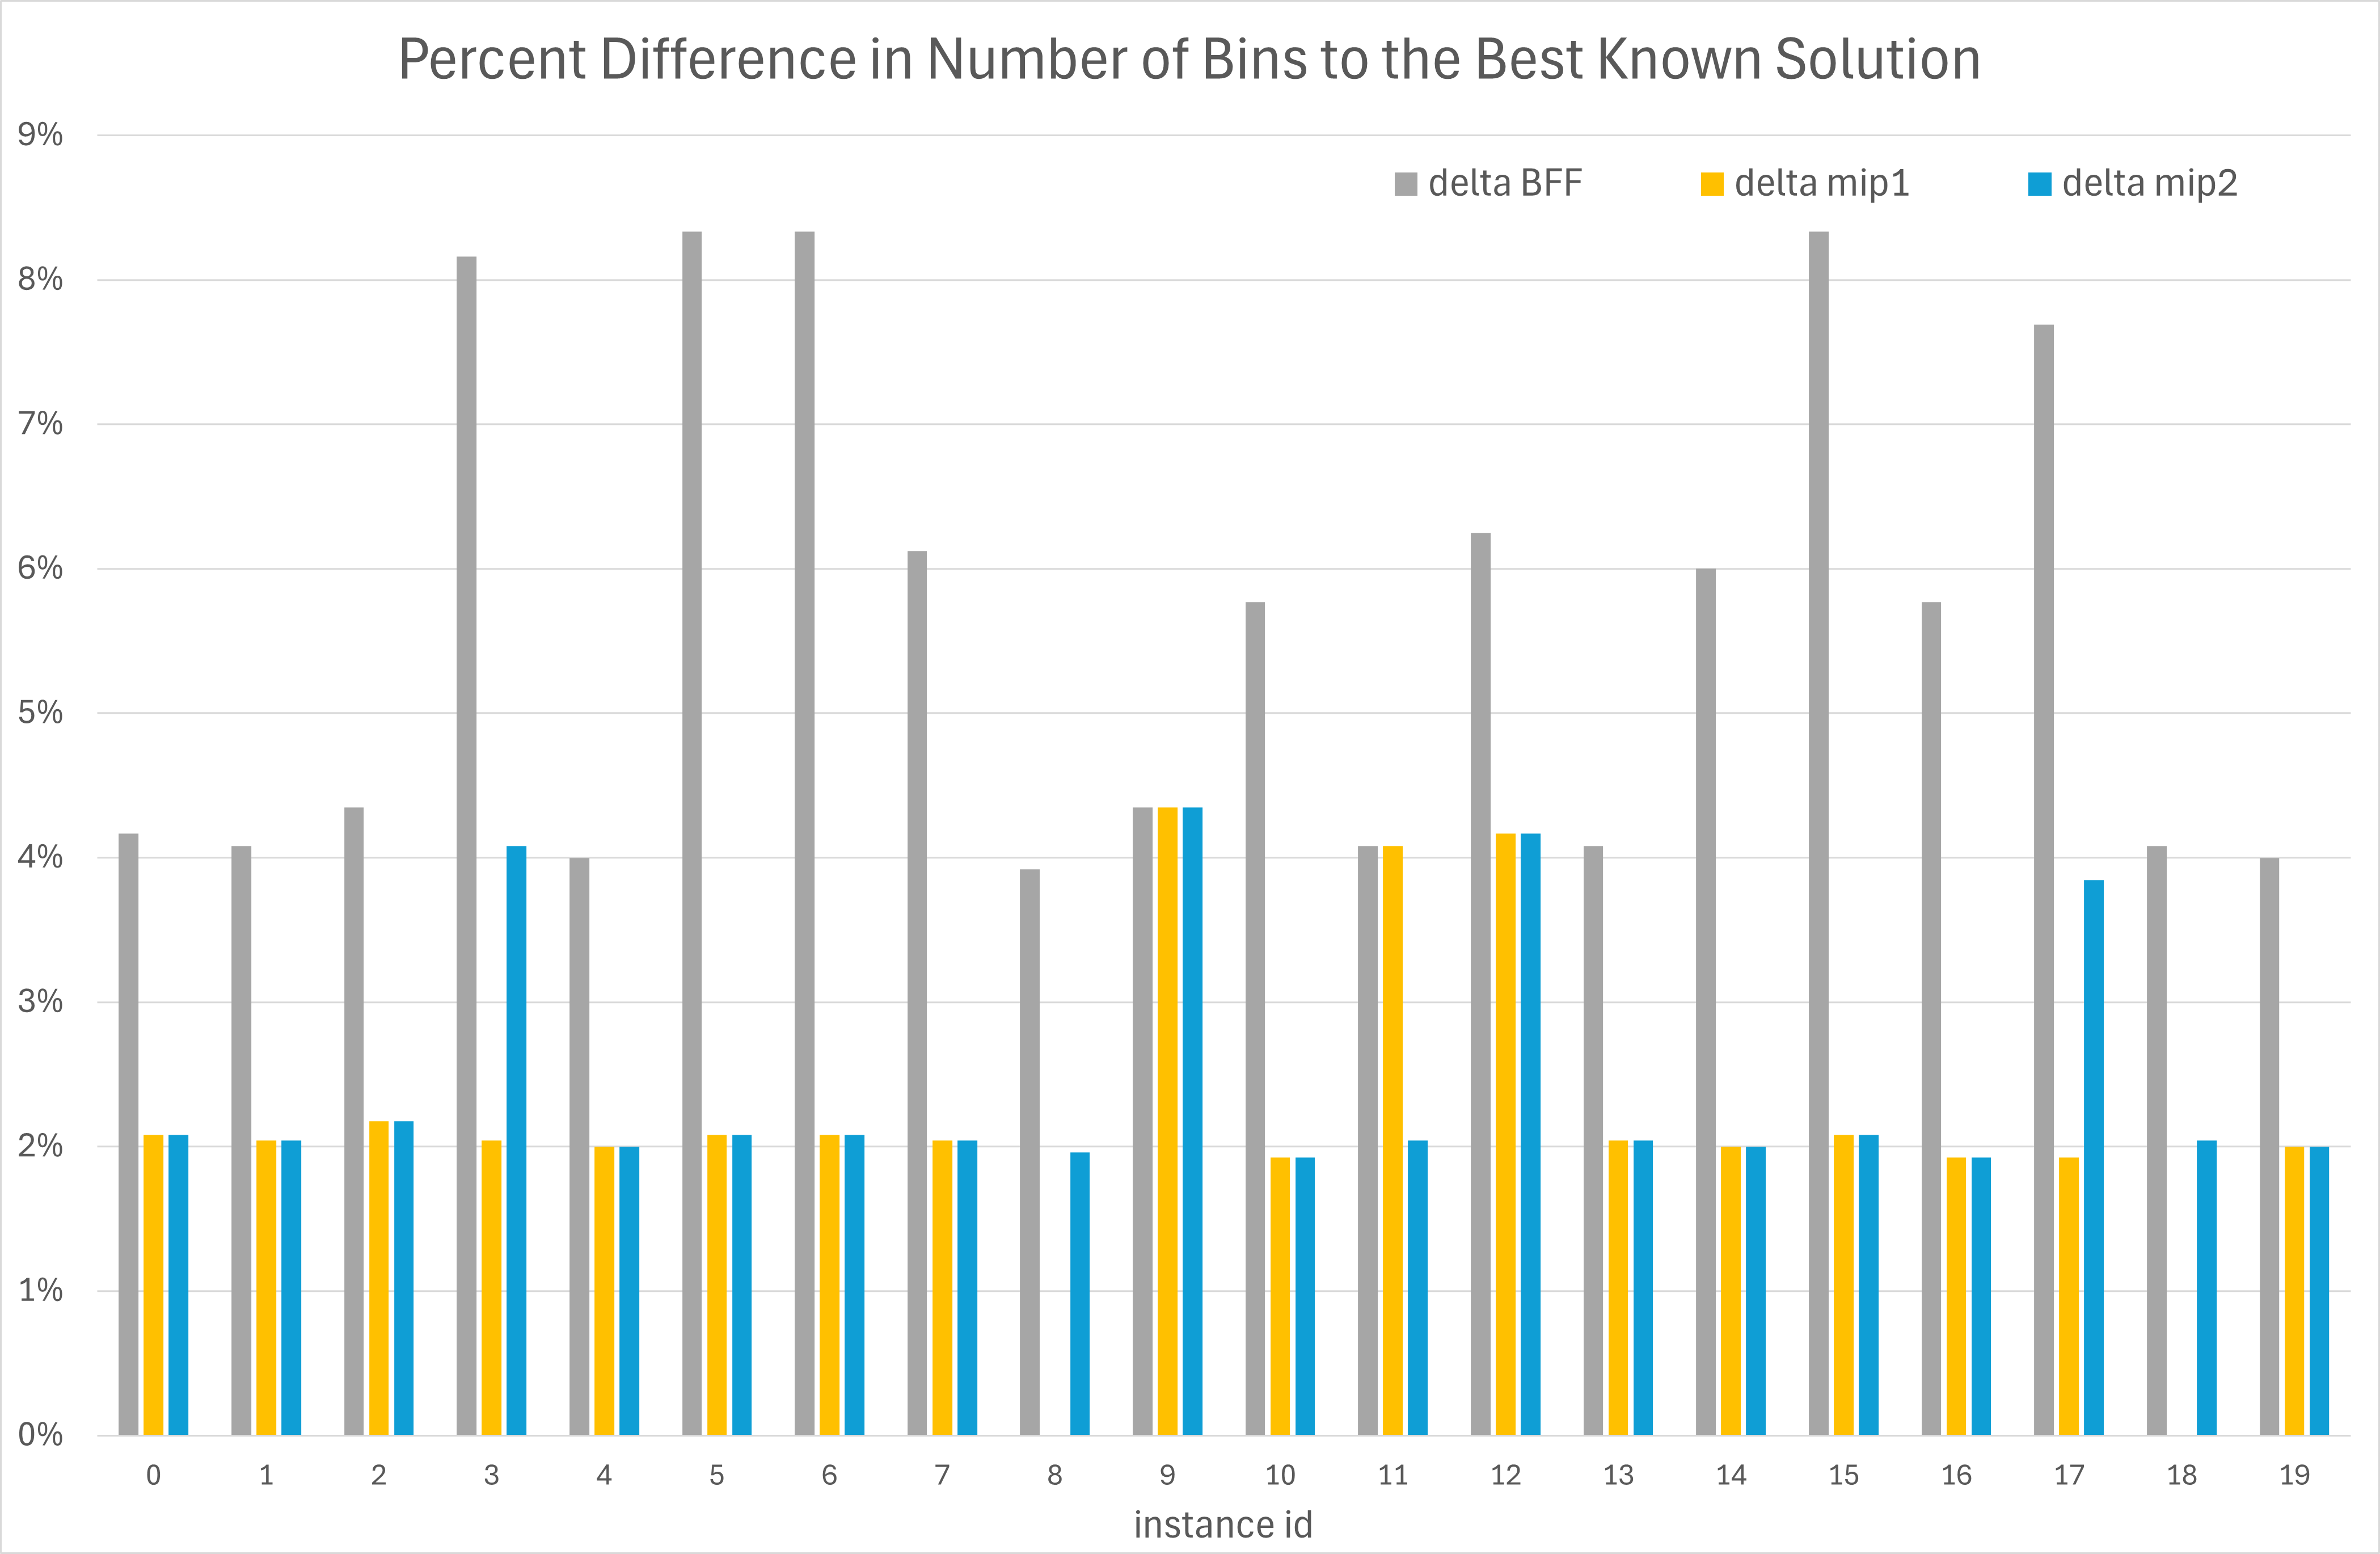 Percent Difference in Number of Bins to the Best Known Solution
9%
delta BFF delta mip1 delta mip2
8%
7%
6%
5%
4%
3%
2%
1%
0%
0 1 2 3 4 5 6 7 8 9 10 11 12 13 14 15 16 17 18 19
instance id